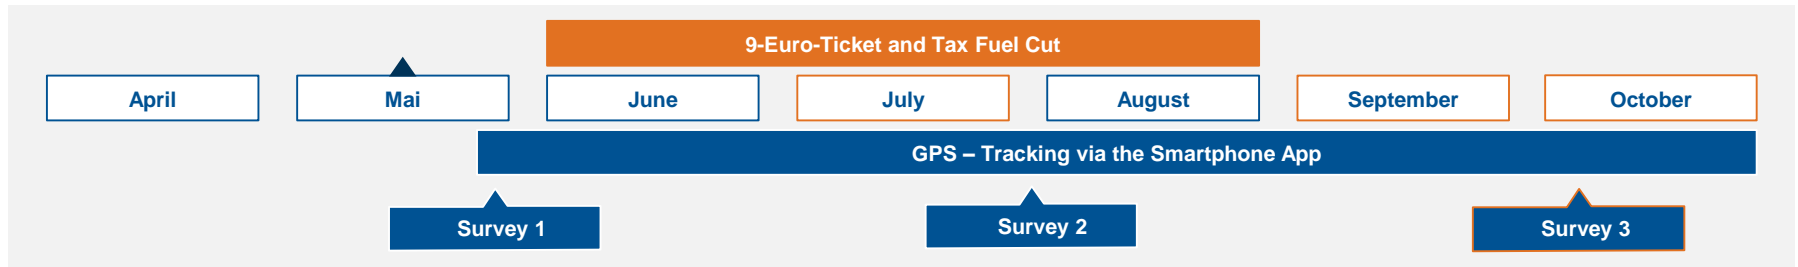 9-Euro-Ticket and Tax Fuel Cut
April
Mai
June
July
August
September
October
GPS – Tracking via the Smartphone App
Survey 1
Survey 2
Survey 3